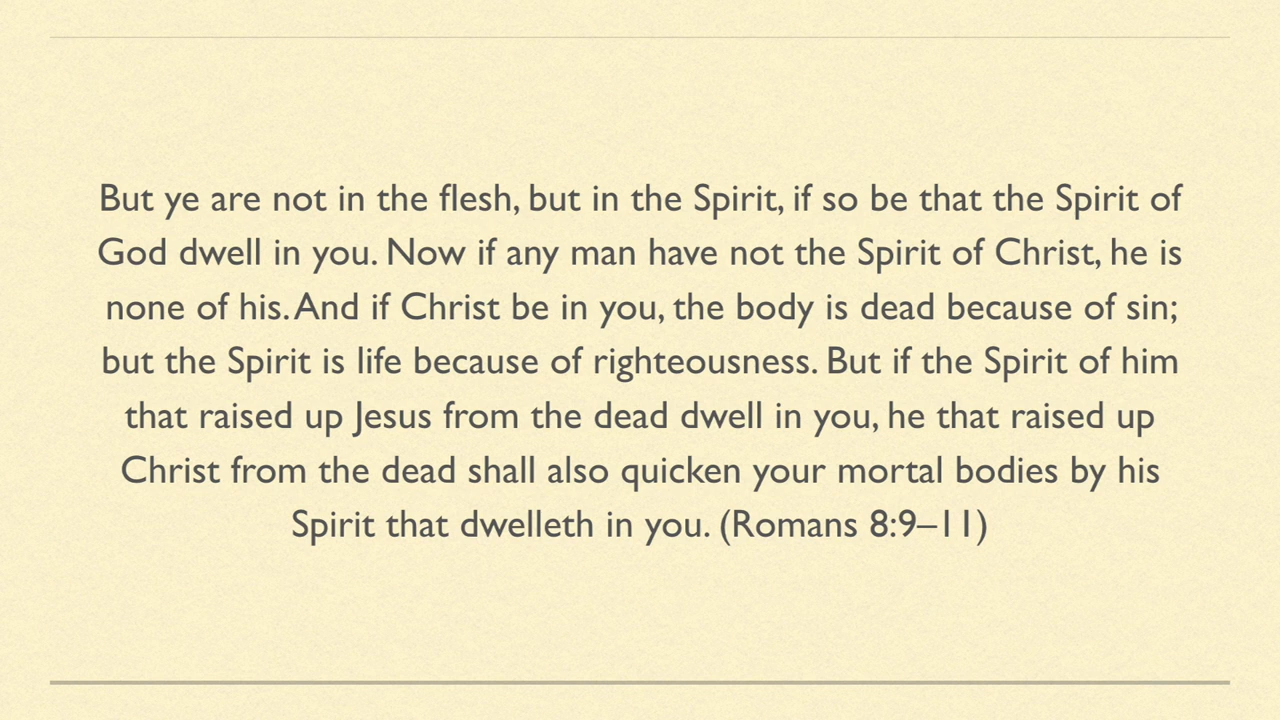 But ye are not in the flesh, but in the Spirit, if so be that the Spirit of
God dwell in you. Now if any man have not the Spirit of Christ, he is
none of his. And if Christ be in you, the body is dead because of sin;
but the Spirit is life because of righteousness. But if the Spirit of him
that raised up Jesus from the dead dwell in you, he that raised up
Christ from the dead shall also quicken your mortal bodies by his
Spirit that dwelleth in you. (Romans 8:9–11)